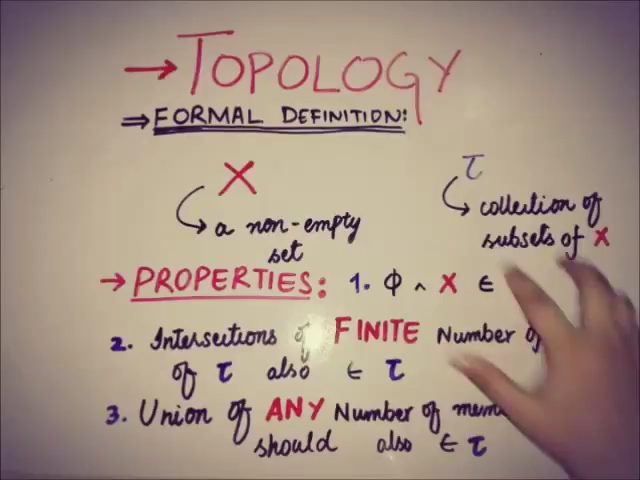 → TOPOLOGY
⇒ FORMAL DEFINITION:
X τ
a non-empty set
collection of
subsets of X
→ PROPERTIES: 1. Φ ^ X ∈
2. Intersections of FINITE Number of
of τ also ∈ τ
3. Union of ANY Number of
should also ∈ τ